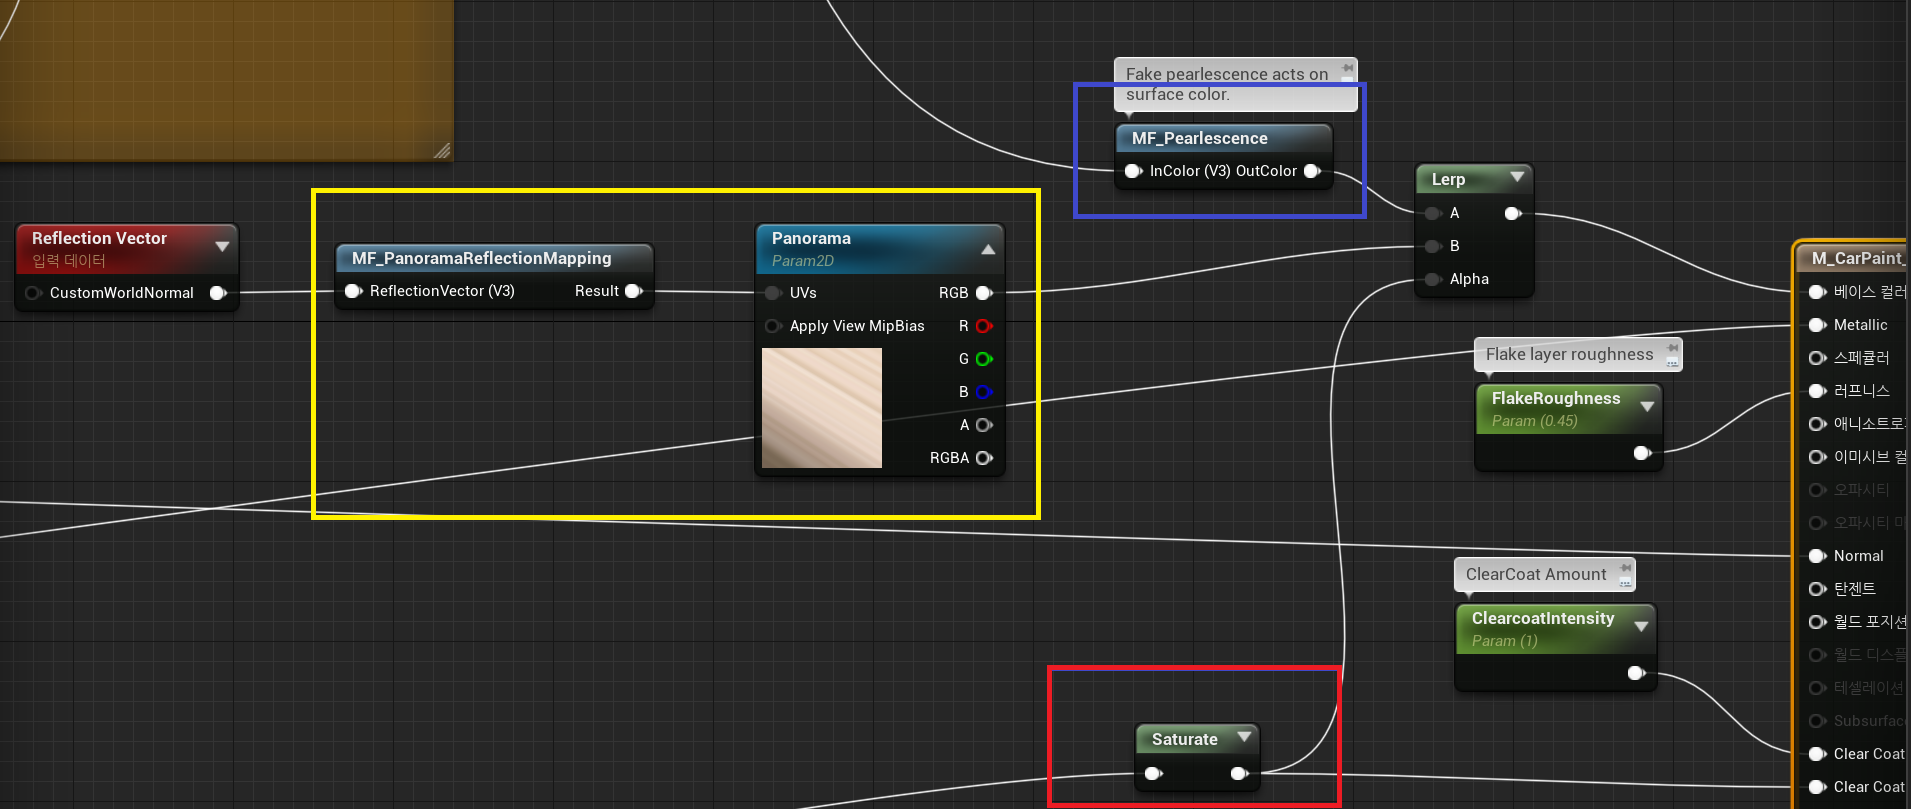 Fake pearlescence acts on
surface color.
MF_Pearlescence
InColor (V3) OutColor
Lerp
A
B
Alpha
Reflection Vector
입력 데이터
CustomWorldNormal
MF_PanoramaReflectionMapping
ReflectionVector (V3) Result
Panorama
Param2D
UVs RGB
Apply View MipBias R
G
B
A
RGBA
Flake layer roughness
FlakeRoughness
Param (0.45)
ClearCoat Amount
ClearcoatIntensity
Param (1)
Saturate
M_CarPaint_
베이스 컬러
Metallic
스페큘러
러프니스
애니소트로
이미시브 컬
오파시티
오파시티 마
Normal
탄젠트
월드 포지션
월드 디스플
테셀레이션
Subsurfac
Clear Coat
Clear Coat